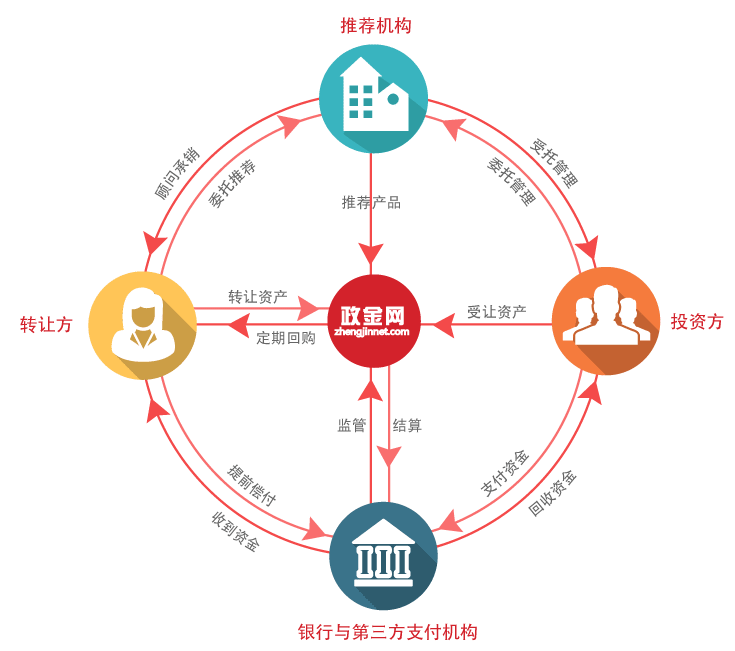 推荐机构
顾问承销
委托推荐
受托管理
委托管理
推荐产品
转让资产
受让资产
转让方
政金网
zhengjinnet.com
投资方
定期回购
监管
结算
提前偿付
收到资金
支付资金
回收资金
银行与第三方支付机构